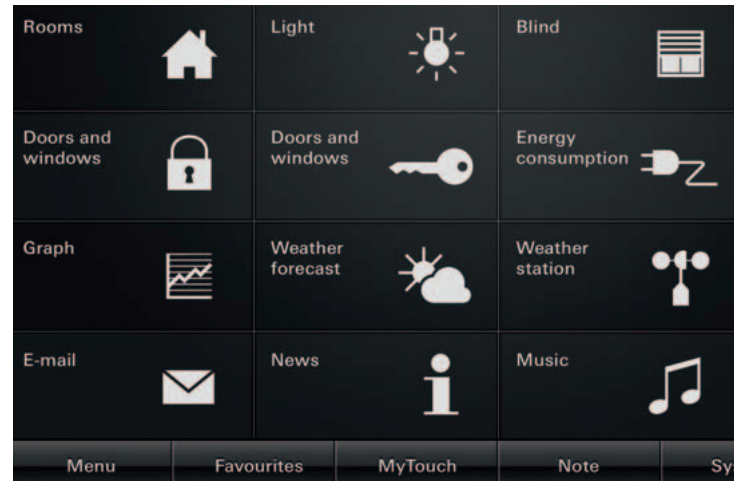 Rooms
Light
Blind
Doors and
windows
Doors and
windows
Energy
consumption
Graph
Weather
forecast
Weather
station
E-mail
News
Music
Menu
Favourites
MyTouch
Note
Sy